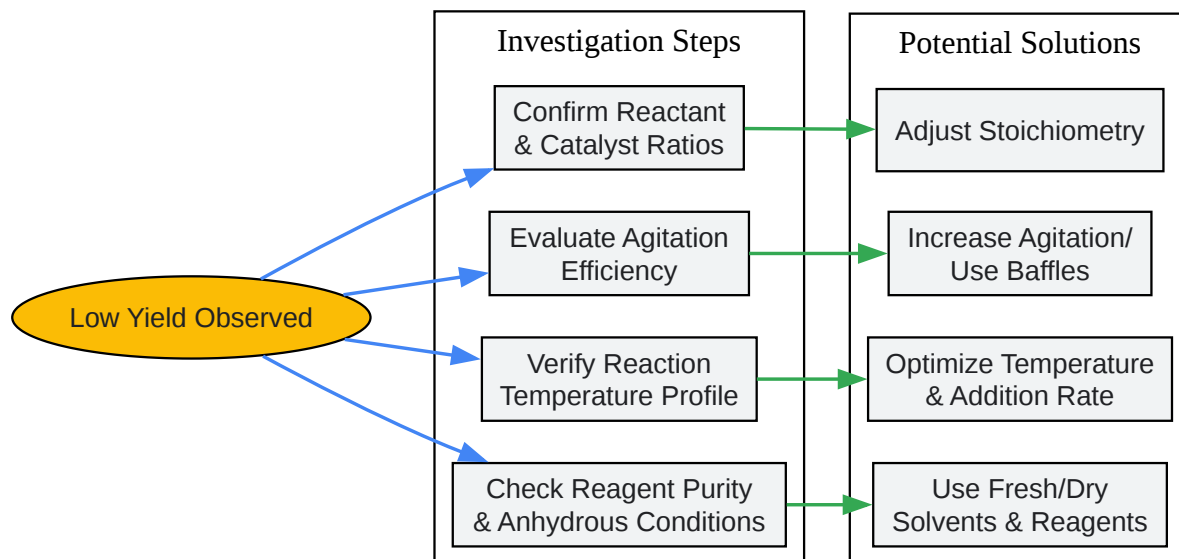 Investigation Steps
Potential Solutions
Confirm Reactant
& Catalyst Ratios
Adjust Stoichiometry
Evaluate Agitation
Efficiency
Increase Agitation/
Use Baffles
Low Yield Observed
Verify Reaction
Temperature Profile
Optimize Temperature
& Addition Rate
Check Reagent Purity
& Anhydrous Conditions
Use Fresh/Dry
Solvents & Reagents